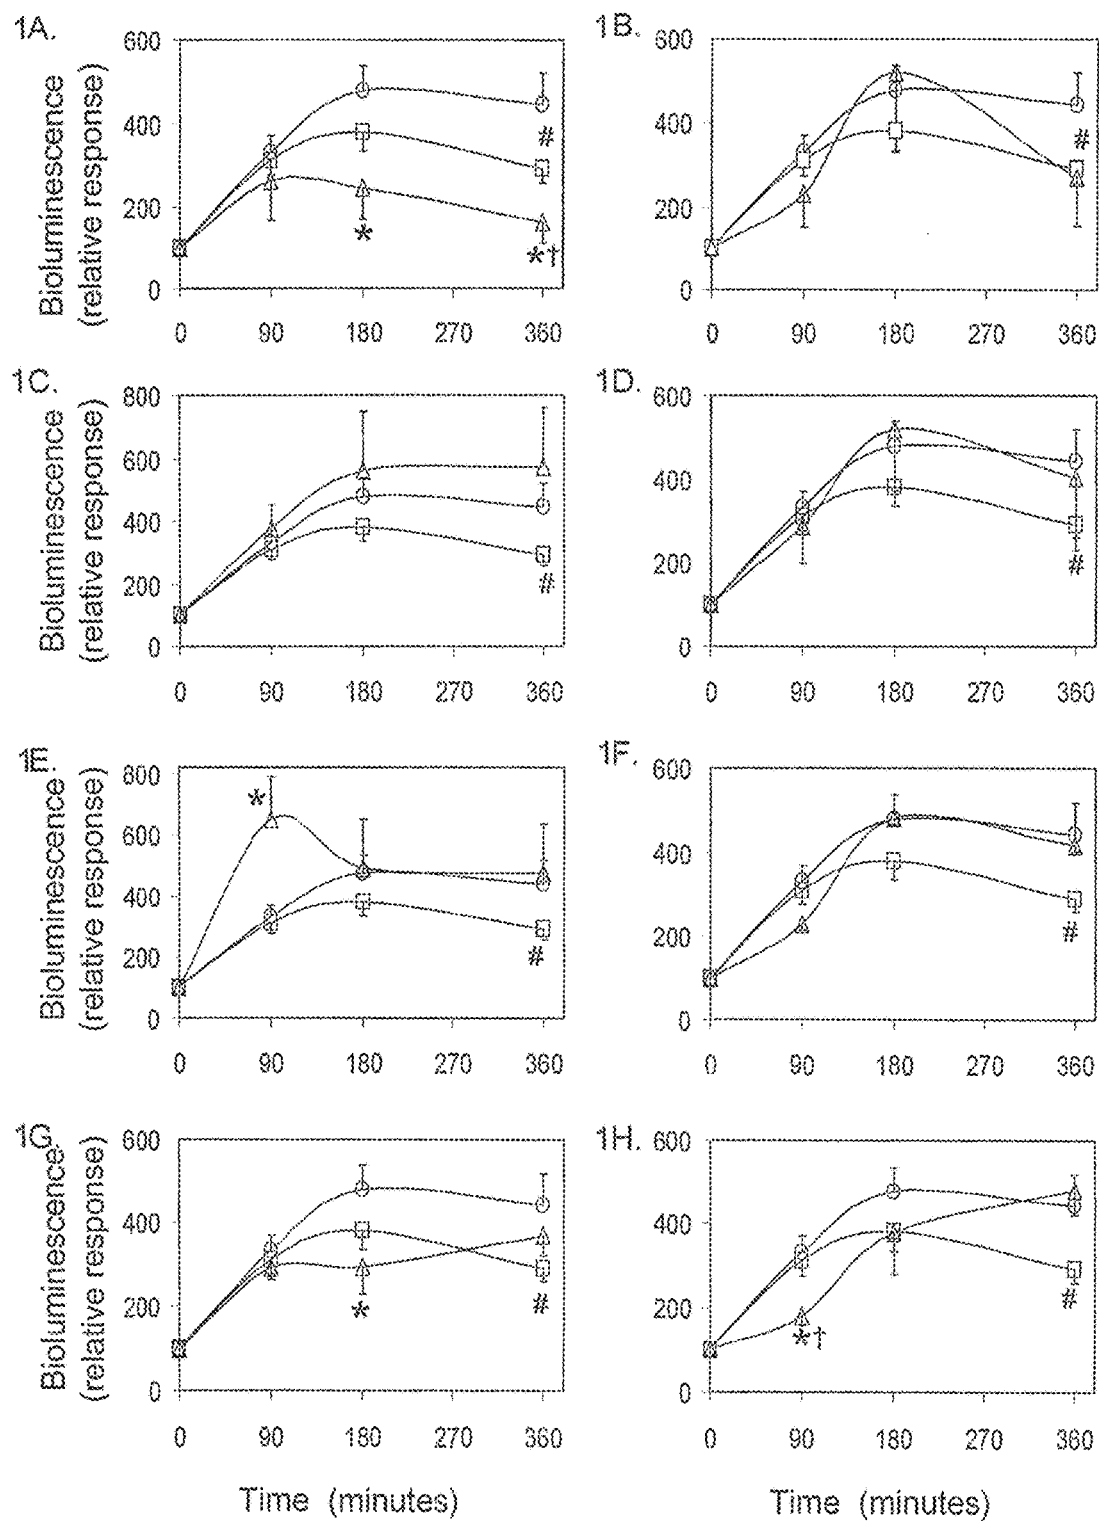 1A.
Bioluminescence
(relative response)
600
400
200
0
#
*
*†
0 90 180 270 360
1B.
600
400
200
0
#
0 90 180 270 360
1C.
Bioluminescence
(relative response)
800
600
400
200
0
#
0 90 180 270 360
1D.
600
400
200
0
#
0 90 180 270 360
1E.
Bioluminescence
(relative response)
800
600
400
200
0
*
#
0 90 180 270 360
1F.
600
400
200
0
#
0 90 180 270 360
1G.
Bioluminescence
(relative response)
600
400
200
0
*
#
0 90 180 270 360
Time (minutes)
1H.
600
400
200
0
*†
#
0 90 180 270 360
Time (minutes)